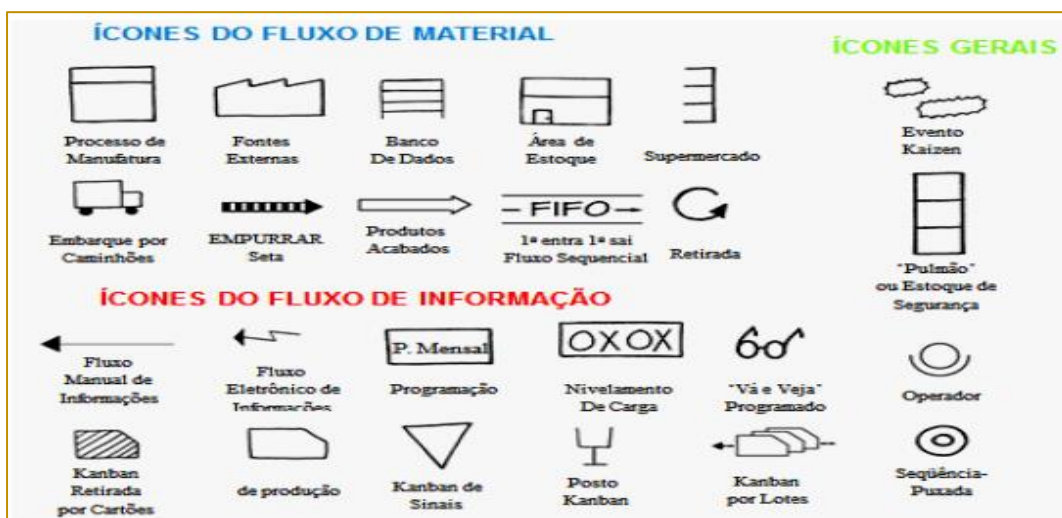 ÍCONES DO FLUXO DE MATERIAL
ÍCONES GERAIS
Processo de
Manufatura
Fontes
Externas
Banco
De Dados
Área de
Estoque
Supermercado
Evento
Kaizen
Embarque por
Caminhões
EMPURRAR
Seta
Produtos
Acabados
FIFO
1ª entra 1ª sai
Fluxo Sequencial
Retirada
"Pulmão"
ou Estoque de
Segurança
ÍCONES DO FLUXO DE INFORMAÇÃO
Fluxo
Manual de
Informações
Fluxo
Eletrônico de
Informações
P. Mensal
Programação
OXOX
Nivelamento
De Carga
"Vá e Veja"
Programado
Operador
Kanban
Retirada
por Cartões
de produção
Kanban de
Sinais
Posto
Kanban
Kanban
por Lotes
Seqüência-
Puxada